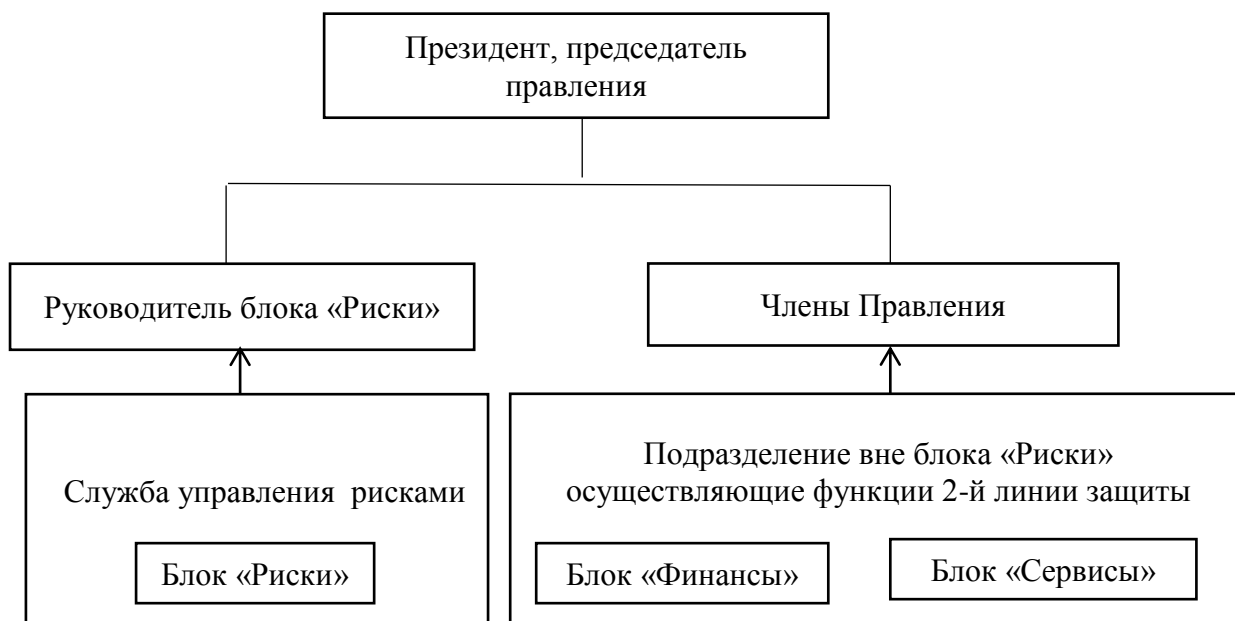 Президент, председатель
правления
Руководитель блока «Риски»
Члены Правления
Служба управления рисками
Блок «Риски»
Подразделение вне блока «Риски»
осуществляющие функции 2-й линии защиты
Блок «Финансы»
Блок «Сервисы»